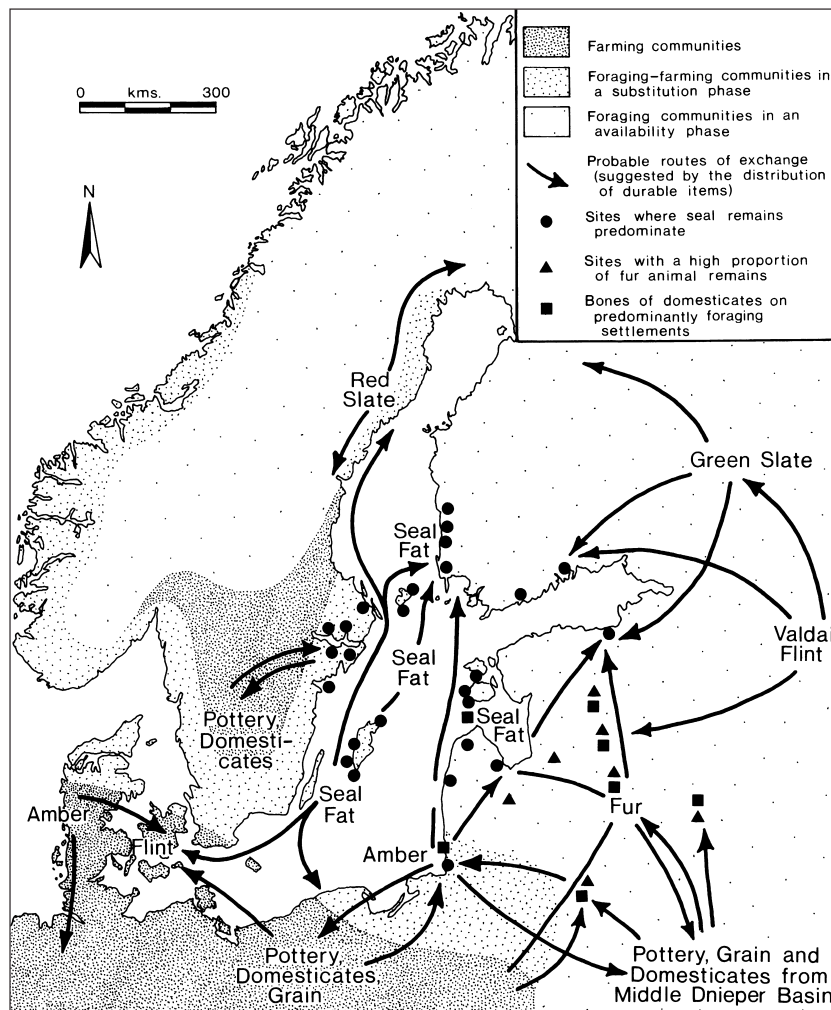 Farming communities
Foraging–farming communities in
a substitution phase
Foraging communities in an
availability phase
Probable routes of exchange
(suggested by the distribution
of durable items)
Sites where seal remains
predominate
Sites with a high proportion
of fur animal remains
Bones of domesticates on
predominantly foraging
settlements
0 kms. 300
N
Red
Slate
Green Slate
Seal
Fat
Valdai
Flint
Seal
Fat
Pottery,
Domesti-
cates
Seal
Fat
Seal
Fat
Amber
Flint
Fur
Amber
Pottery,
Domesticates,
Grain
Pottery, Grain and
Domesticates from
Middle Dnieper Basin